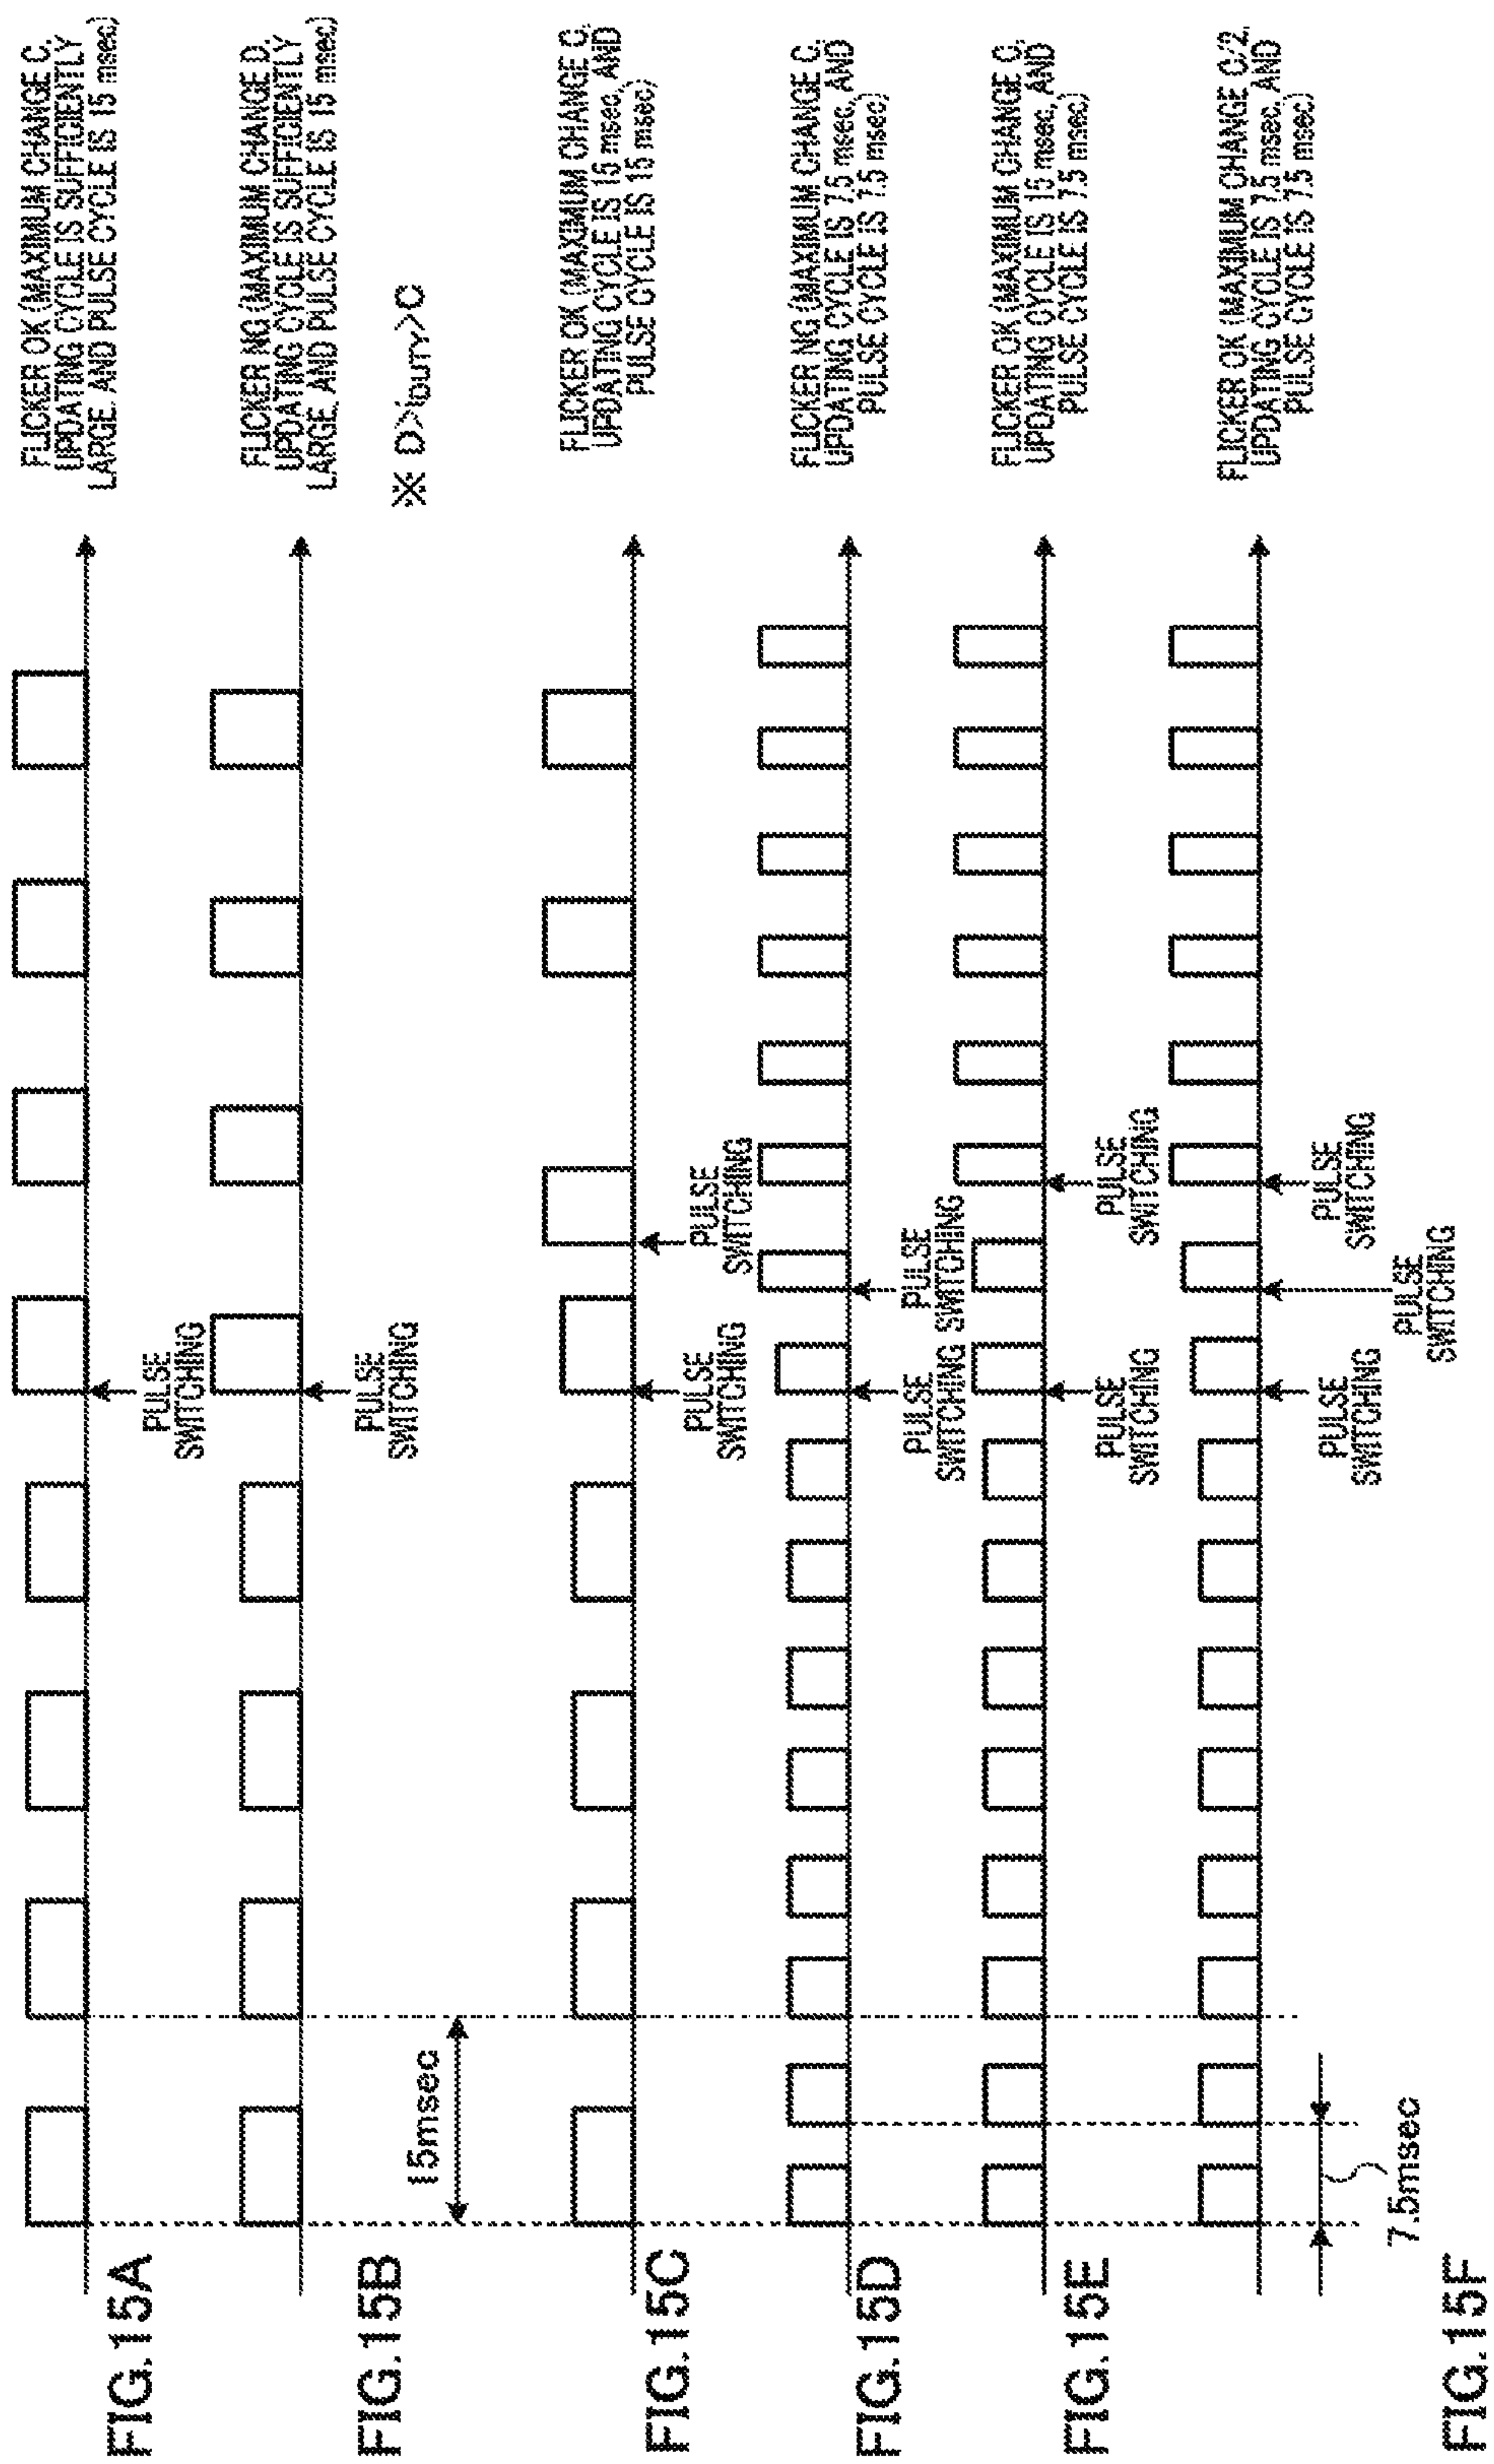 FIG.15A
PULSE
SWITCHING
FLICKER OK (MAXIMUM CHANGE C,
UPDATING CYCLE IS SUFFICIENTLY
LARGE, AND PULSE CYCLE IS 15 msec)
FIG.15B
PULSE
SWITCHING
FLICKER NG (MAXIMUM CHANGE D,
UPDATING CYCLE IS SUFFICIENTLY
LARGE, AND PULSE CYCLE IS 15 msec)
※ D>iDUTY>C
15msec
FIG.15C
PULSE
SWITCHING
PULSE
SWITCHING
FLICKER OK (MAXIMUM CHANGE C,
UPDATING CYCLE IS 15 msec, AND
PULSE CYCLE IS 15 msec)
FIG.15D
PULSE
SWITCHING
PULSE
SWITCHING
FLICKER NG (MAXIMUM CHANGE C,
UPDATING CYCLE IS 7.5 msec, AND
PULSE CYCLE IS 7.5 msec)
FIG.15E
PULSE
SWITCHING
PULSE
SWITCHING
FLICKER OK (MAXIMUM CHANGE C,
UPDATING CYCLE IS 15 msec, AND
PULSE CYCLE IS 7.5 msec)
FIG.15F
7.5msec
PULSE
SWITCHING
PULSE
SWITCHING
PULSE
SWITCHING
FLICKER OK (MAXIMUM CHANGE C/2,
UPDATING CYCLE IS 7.5 msec, AND
PULSE CYCLE IS 7.5 msec)